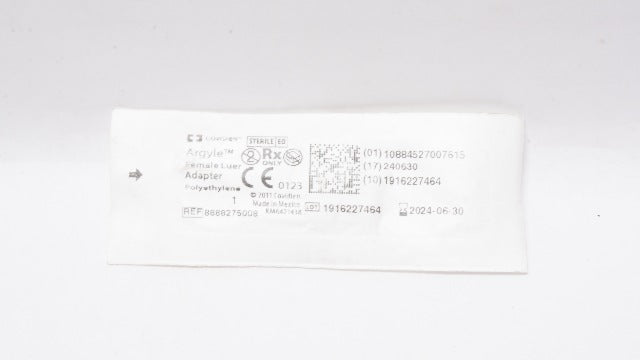 COVIDIEN™
Argyle™
Female Luer
Adapter
Polyethylene
1
REF 8888275008
STERILE EO
Rx
ONLY
CE 0123
© 2011 Covidien
Made in Mexico
(01) 10884527007615
(17) 240630
(10) 1916227464
LOT 1916227464
2024-06-30